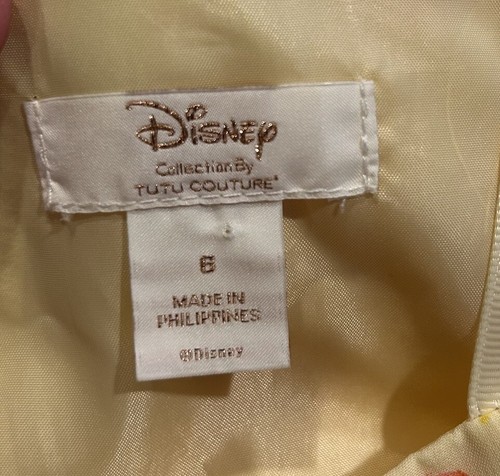 Disney
Collection By
TUTU COUTURE
6
MADE IN
PHILIPPINES
©Disney